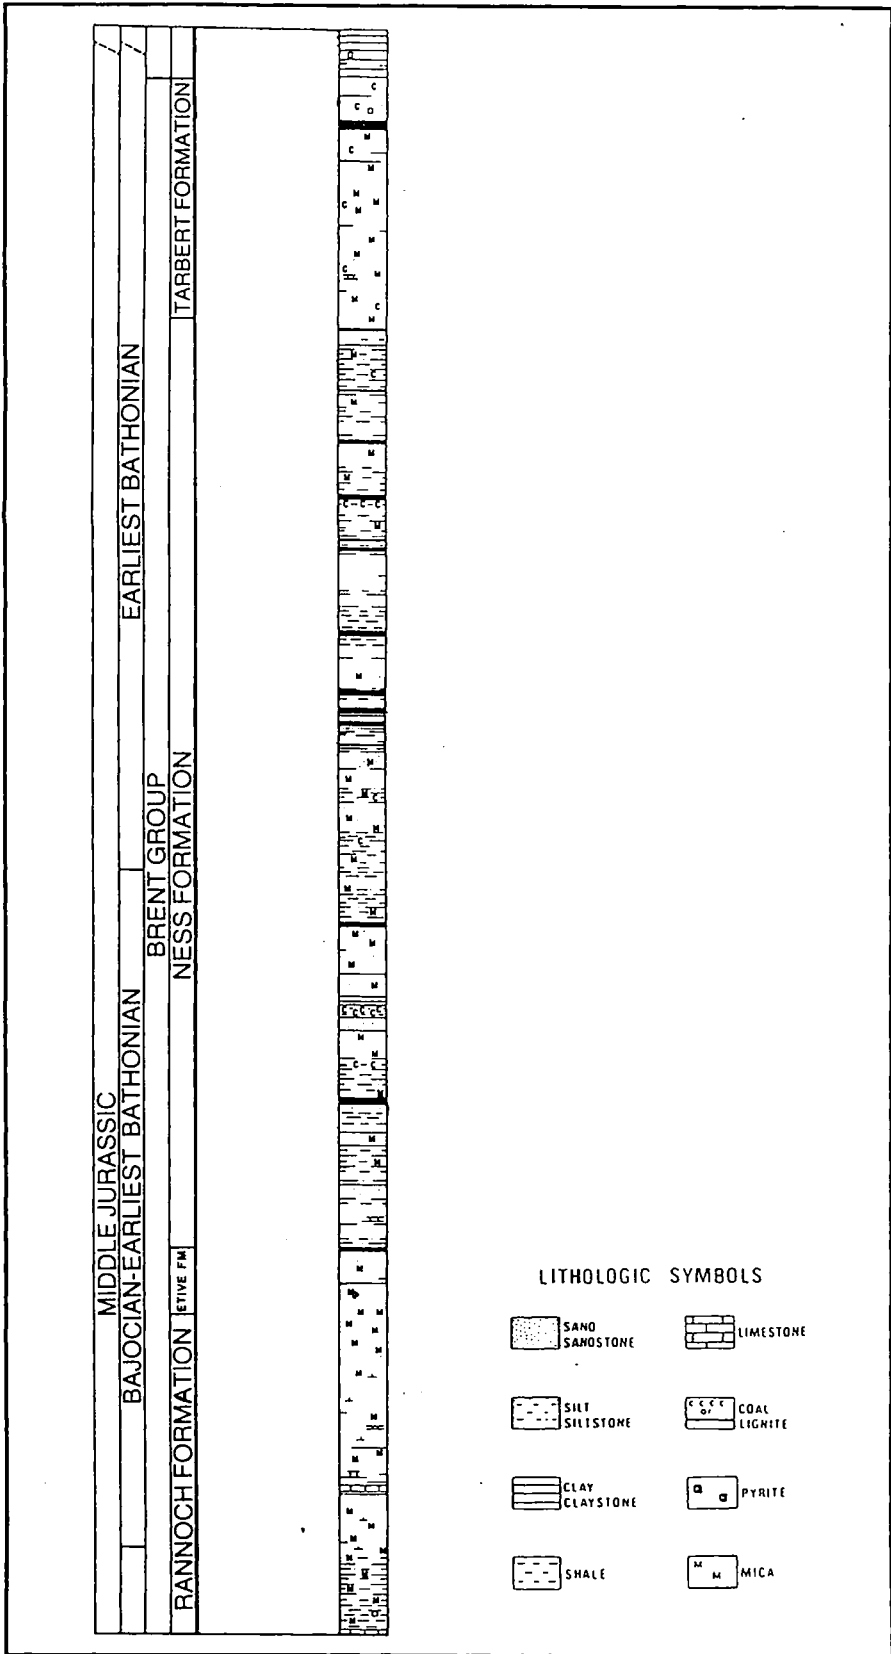 MIDDLE JURASSIC
EARLIEST BATHONIAN
BAJOCIAN-EARLIEST BATHONIAN
BRENT GROUP
TARBERT FORMATION
NESS FORMATION
ETIVE FM
RANNOCH FORMATION
LITHOLOGIC SYMBOLS
SAND
SANDSTONE
LIMESTONE
SILT
SILTSTONE
C C C C
or
COAL
LIGNITE
CLAY
CLAYSTONE
PYRITE
SHALE
M
M
MICA